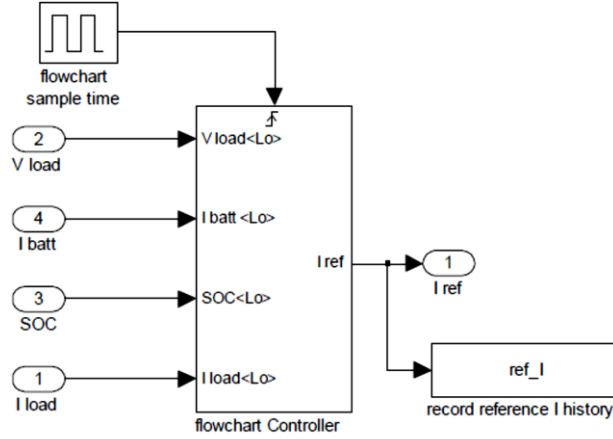 flowchart
sample time
2
V load
V load<Lo>
4
I batt
I batt <Lo>
I ref
1
I ref
3
SOC
SOC<Lo>
ref_I
1
I load
I load<Lo>
record reference I history
flowchart Controller